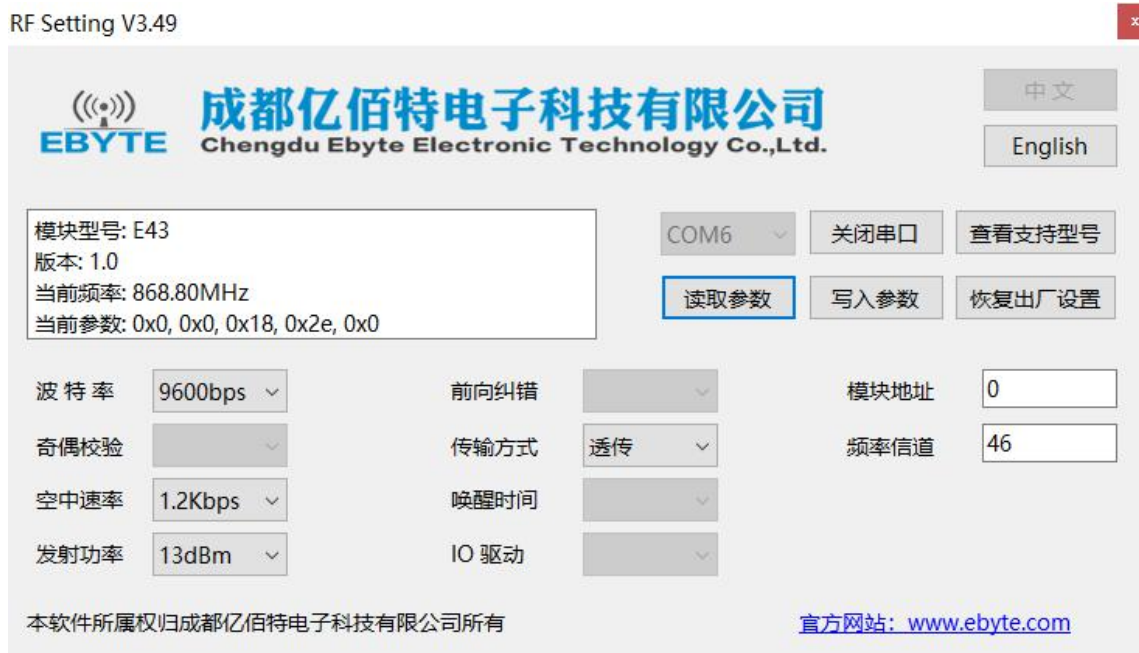 RF Setting V3.49
x
EBYTE
成都亿佰特电子科技有限公司
Chengdu Ebyte Electronic Technology Co.,Ltd.
中文
English
模块型号: E43
版本: 1.0
当前频率: 868.80MHz
当前参数: 0x0, 0x0, 0x18, 0x2e, 0x0
COM6
关闭串口
查看支持型号
读取参数
写入参数
恢复出厂设置
波特率 9600bps
前向纠错
模块地址 0
奇偶校验
传输方式 透传
频率信道 46
空中速率 1.2Kbps
唤醒时间
发射功率 13dBm
IO 驱动
本软件所属权归成都亿佰特电子科技有限公司所有
官方网站：www.ebyte.com